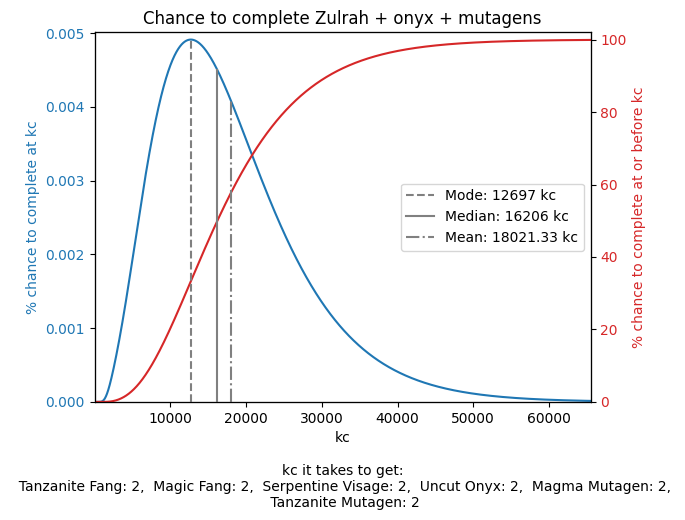 Chance to complete Zulrah + onyx + mutagens
% chance to complete at kc
0.005
0.004
0.003
0.002
0.001
0.000
100
80
60
40
20
0
% chance to complete at or before kc
Mode: 12697 kc
Median: 16206 kc
Mean: 18021.33 kc
10000 20000 30000 40000 50000 60000
kc
kc it takes to get:
Tanzanite Fang: 2,  Magic Fang: 2,  Serpentine Visage: 2,  Uncut Onyx: 2,  Magma Mutagen: 2,
Tanzanite Mutagen: 2